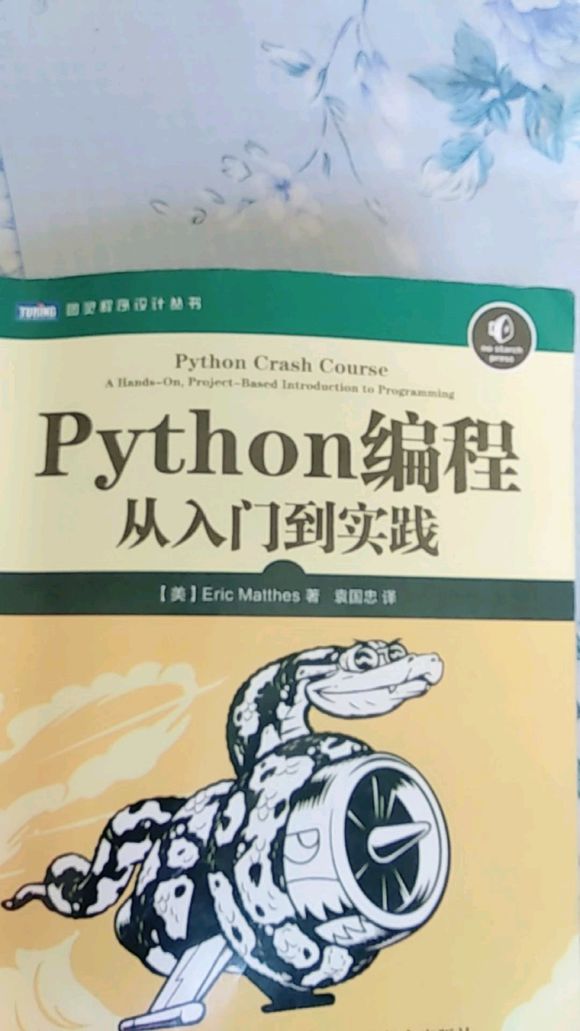 TURING 图灵程序设计丛书
no starch
press
Python Crash Course
A Hands-On, Project-Based Introduction to Programming
Python编程
从入门到实践
【美】Eric Matthes 著 袁国忠 译